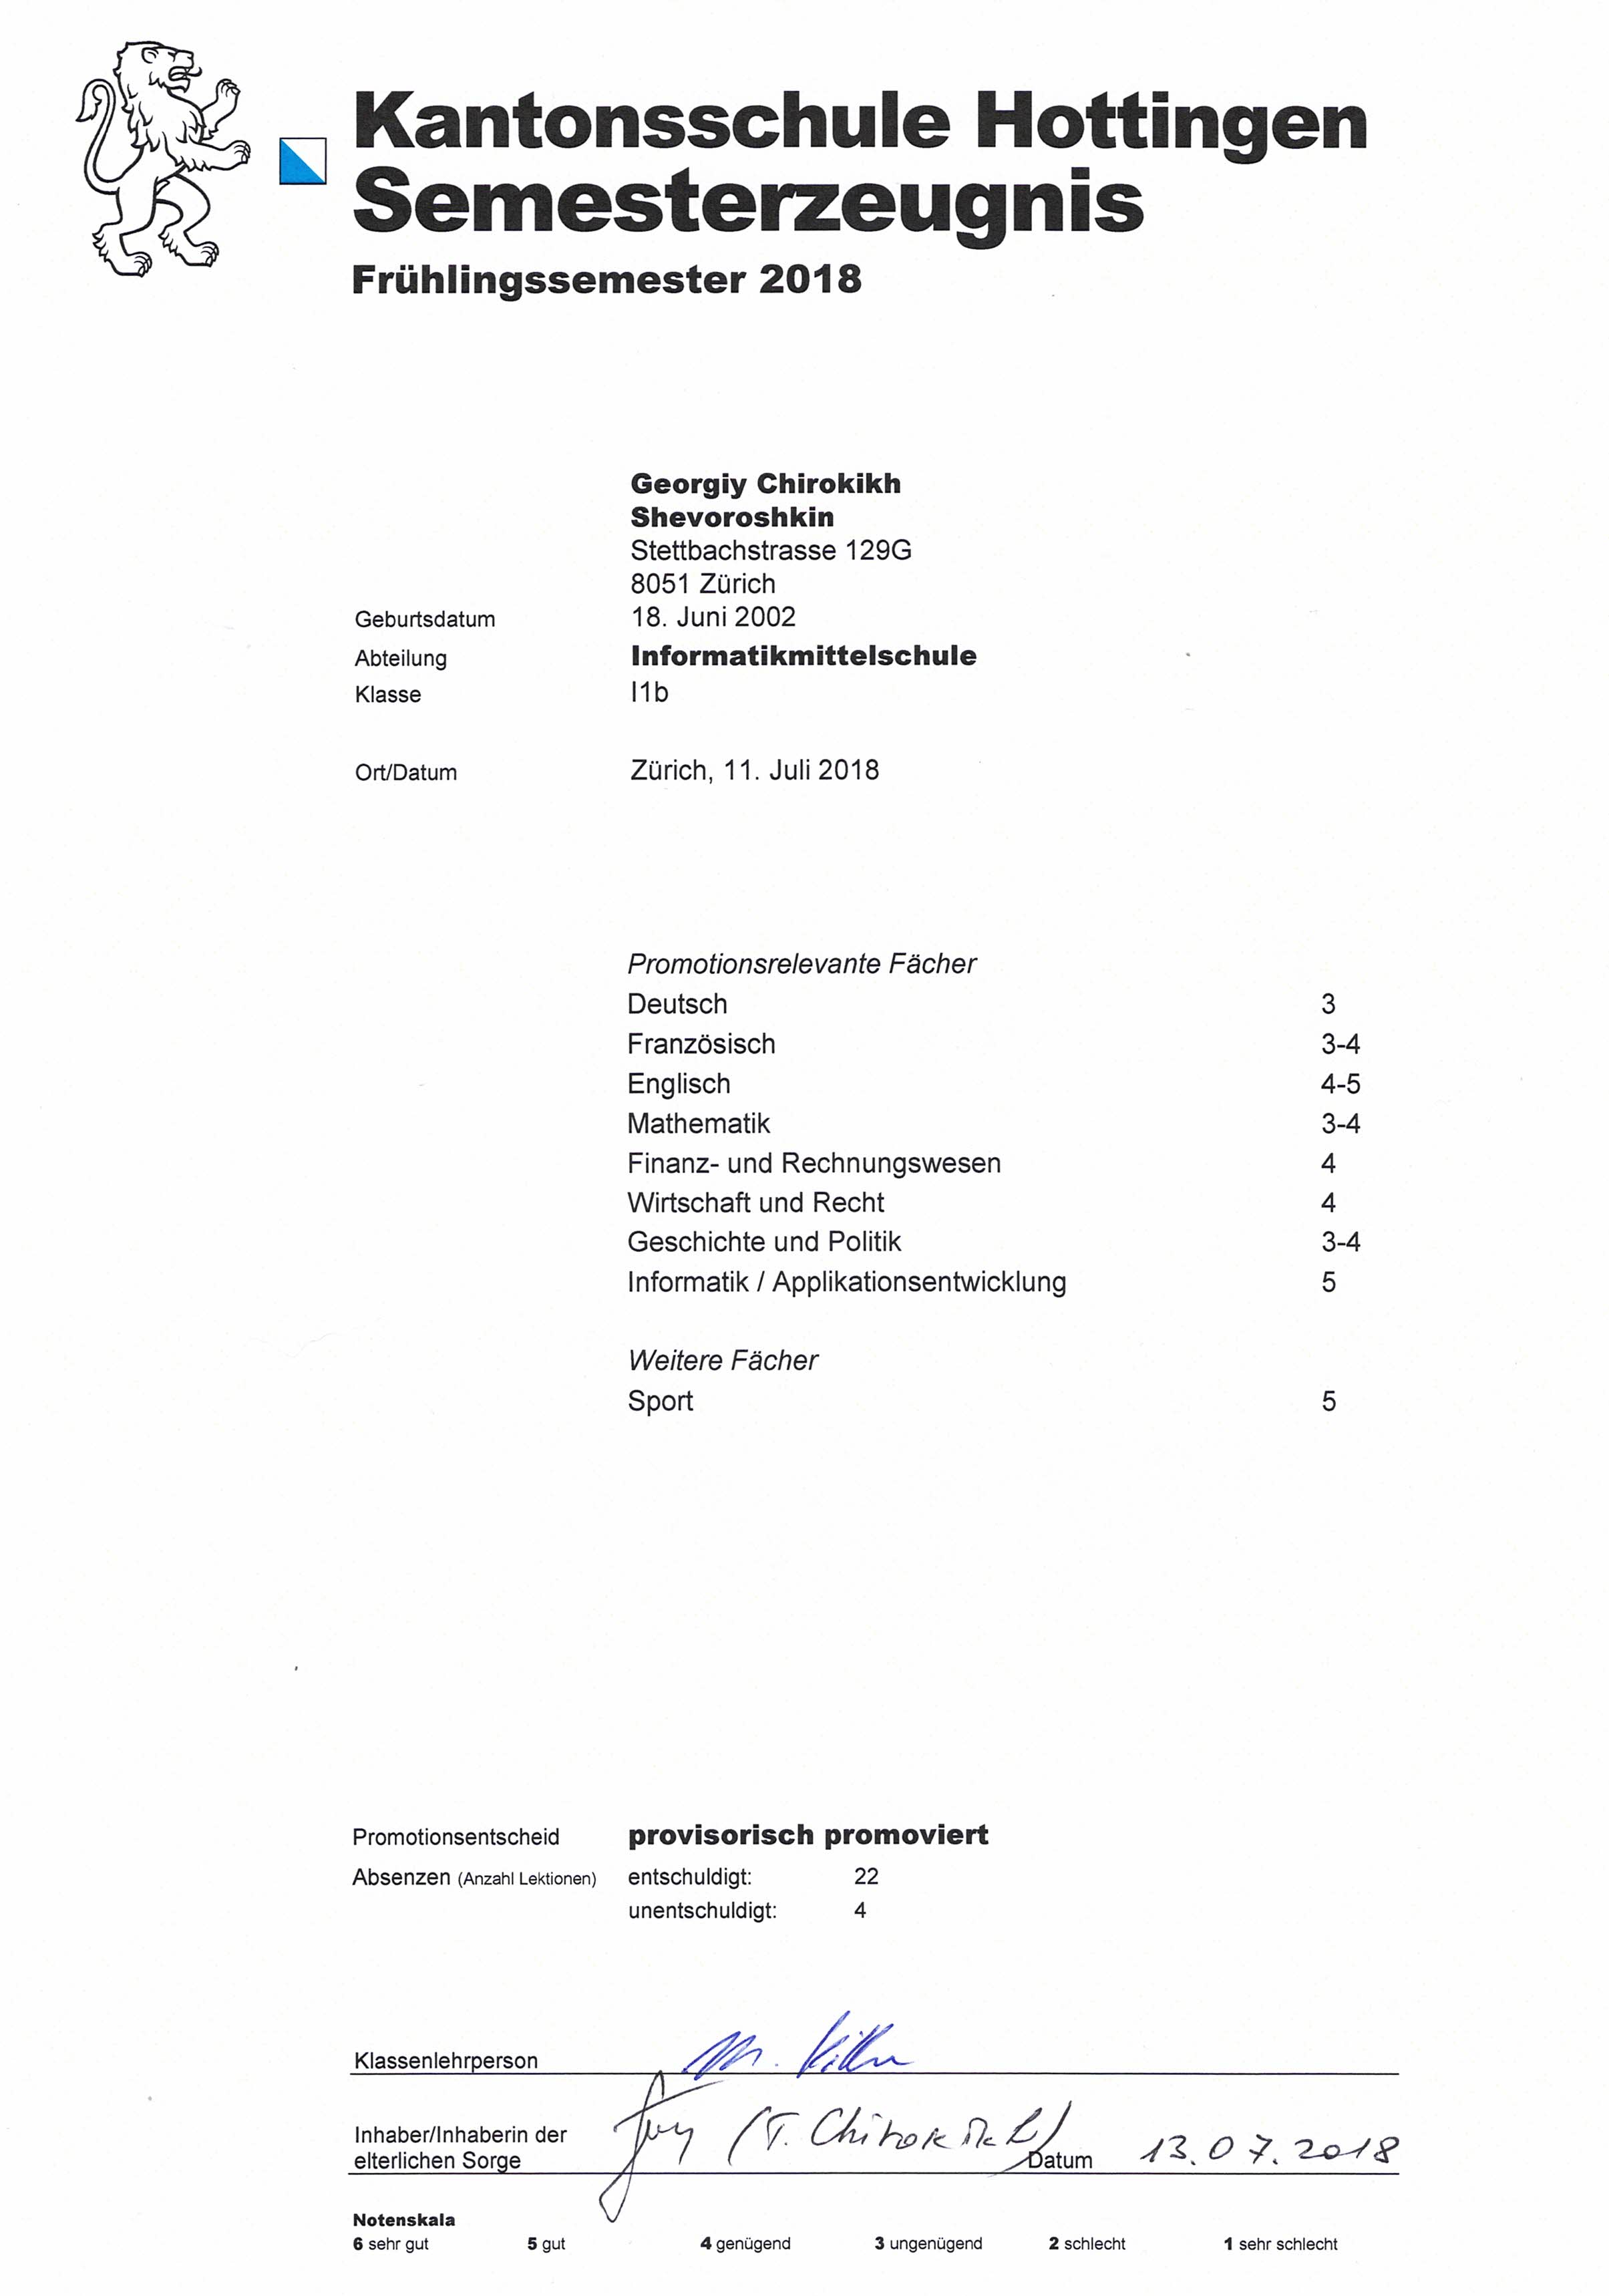 Kantonsschule Hottingen
Semesterzeugnis
Frühlingssemester 2018
Georgiy Chirokikh
Shevoroshkin
Stettbachstrasse 129G
8051 Zürich
Geburtsdatum 18. Juni 2002
Abteilung Informatikmittelschule
Klasse I1b
Ort/Datum Zürich, 11. Juli 2018
Promotionsrelevante Fächer
Deutsch 3
Französisch 3-4
Englisch 4-5
Mathematik 3-4
Finanz- und Rechnungswesen 4
Wirtschaft und Recht 4
Geschichte und Politik 3-4
Informatik / Applikationsentwicklung 5
Weitere Fächer
Sport 5
Promotionsentscheid provisorisch promoviert
Absenzen (Anzahl Lektionen) entschuldigt: 22
unentschuldigt: 4
Klassenlehrperson M.
Inhaber/Inhaberin der
elterlichen Sorge (T. Chirokikh) Datum 13.07.2018
Notenskala
6 sehr gut 5 gut 4 genügend 3 ungenügend 2 schlecht 1 sehr schlecht